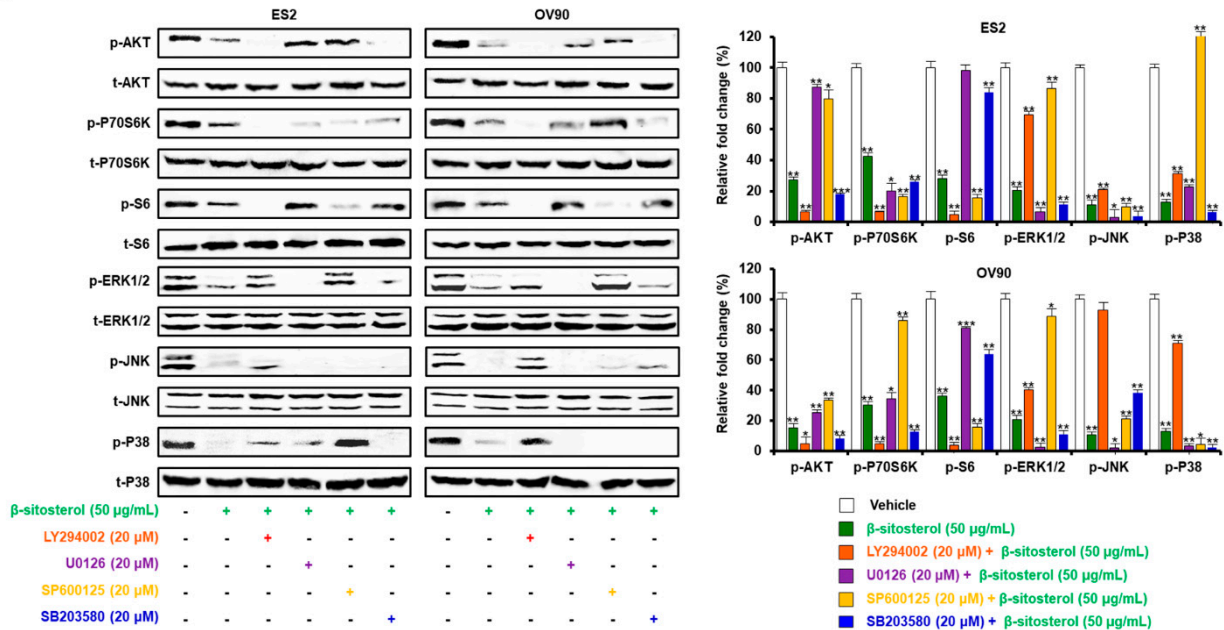 ES2 OV90
p-AKT
t-AKT
p-P70S6K
t-P70S6K
p-S6
t-S6
p-ERK1/2
t-ERK1/2
p-JNK
t-JNK
p-P38
t-P38
β-sitosterol (50 μg/mL) - + + + + + - + + + + +
LY294002 (20 μM) - - + - - - - - + - - -
U0126 (20 μM) - - - + - - - - - + - -
SP600125 (20 μM) - - - - + - - - - - + -
SB203580 (20 μM) - - - - - + - - - - - +
ES2
Relative fold change (%)
120
100
80
60
40
20
0
** ** ** * ***
** ** * ** **
** ** ** **
** ** ** ** **
** ** * ** **
** ** ** ** **
p-AKT p-P70S6K p-S6 p-ERK1/2 p-JNK p-P38
OV90
Relative fold change (%)
120
100
80
60
40
20
0
** * ** ** **
** ** * ** **
** ** *** ** **
** ** ** * **
** * ** **
** ** ** * **
p-AKT p-P70S6K p-S6 p-ERK1/2 p-JNK p-P38
Vehicle
β-sitosterol (50 μg/mL)
LY294002 (20 μM) + β-sitosterol (50 μg/mL)
U0126 (20 μM) + β-sitosterol (50 μg/mL)
SP600125 (20 μM) + β-sitosterol (50 μg/mL)
SB203580 (20 μM) + β-sitosterol (50 μg/mL)